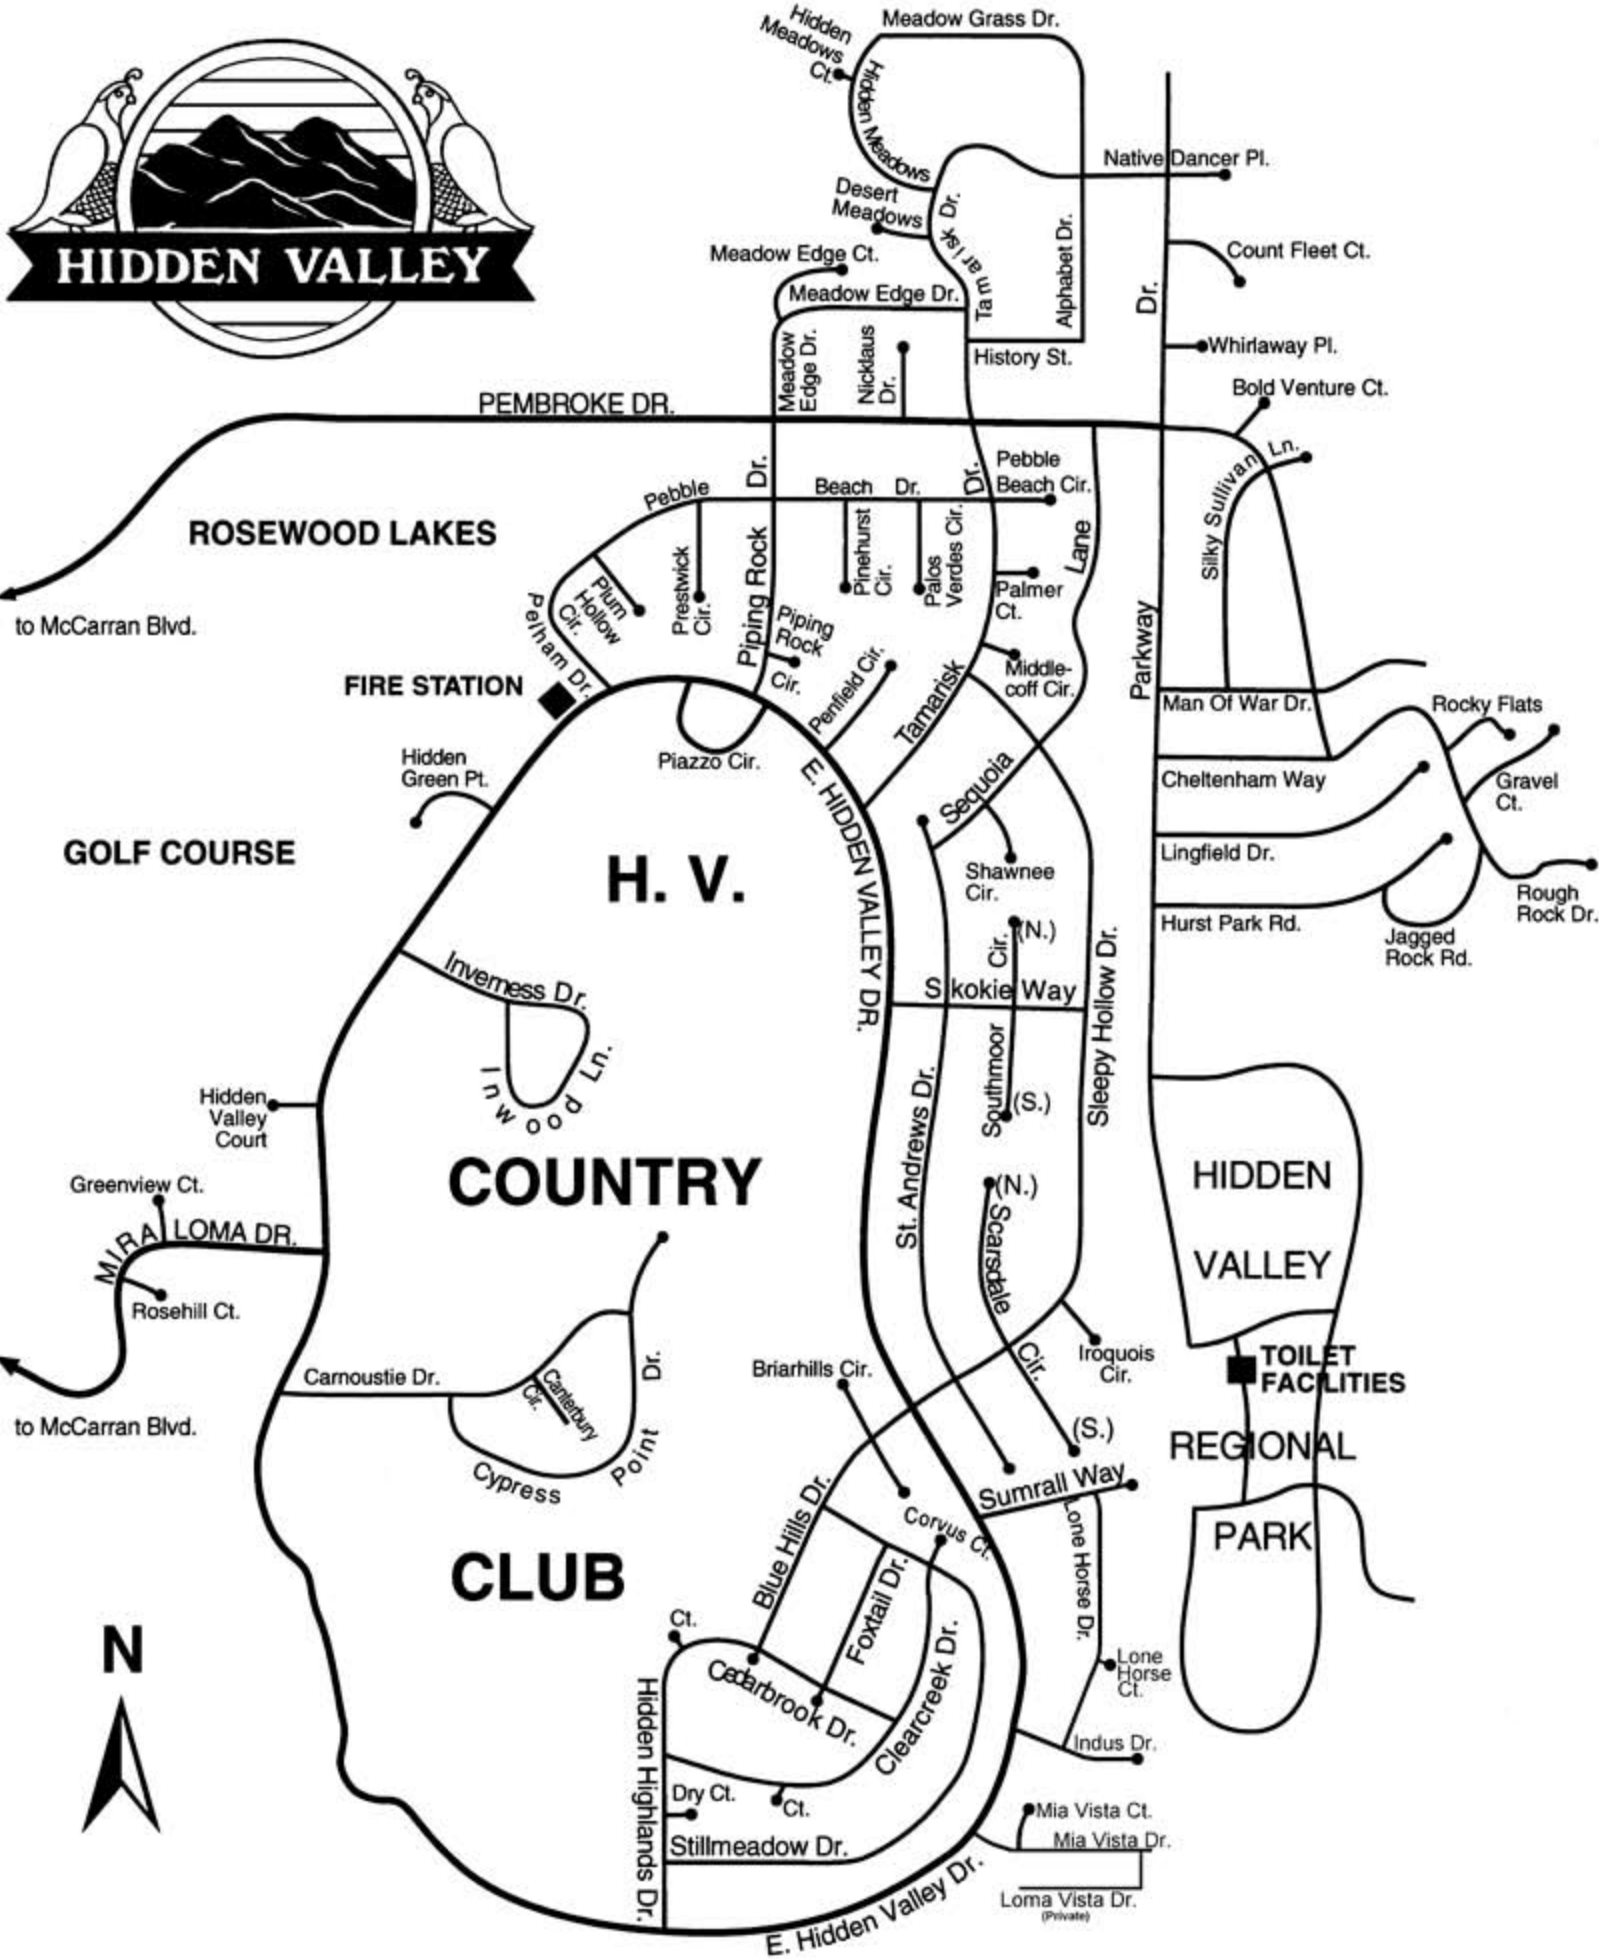 Hidden
Meadows
Ct.
Meadow Grass Dr.
Hidden Meadows
Native Dancer Pl.
Desert
Meadows
Tamarisk Dr.
Alphabet Dr.
Count Fleet Ct.
HIDDEN VALLEY
Meadow Edge Ct.
Meadow Edge Dr.
Meadow
Edge Dr.
Nicklaus
Dr.
History St.
Whirlaway Pl.
Bold Venture Ct.
PEMBROKE DR.
Silky Sullivan Ln.
Pebble Beach Dr.
Pebble
Beach Cir.
ROSEWOOD LAKES
to McCarran Blvd.
Plum
Hollow
Cir.
Prestwick
Cir.
Piping Rock Dr.
Pinehurst
Cir.
Palos
Verdes Cir.
Palmer
Ct.
Pelham Dr.
Piping
Rock
Cir.
Penfield Cir.
Tamarisk Dr.
Middle-
coff Cir.
Sequoia Lane
Parkway Dr.
FIRE STATION
Man Of War Dr.
Rocky Flats
Piazzo Cir.
Hidden
Green Pt.
Cheltenham Way
Gravel
Ct.
E. HIDDEN VALLEY DR.
GOLF COURSE
H. V.
Lingfield Dr.
Shawnee
Cir.
Rough
Rock Dr.
Hurst Park Rd.
Jagged
Rock Rd.
Inverness Dr.
Inwood Ln.
Skokie Way
Southmoor Cir.
(N.)
(S.)
Sleepy Hollow Dr.
Hidden
Valley
Court
St. Andrews Dr.
COUNTRY
HIDDEN
Greenview Ct.
MIRA LOMA DR.
Rosehill Ct.
(N.)
Scarsdale Cir.
(S.)
VALLEY
Iroquois
Cir.
TOILET
FACILITIES
Carnoustie Dr.
Canterbury
Cir.
Cypress Point Dr.
Briarhills Cir.
to McCarran Blvd.
REGIONAL
Sumrall Way
PARK
Blue Hills Dr.
Corvus Ct.
Lone Horse Dr.
CLUB
Foxtail Dr.
N
Ct.
Cedarbrook Dr.
Clearcreek Dr.
Lone
Horse
Ct.
Indus Dr.
Hidden Highlands Dr.
Dry Ct.
Ct.
Mia Vista Ct.
Mia Vista Dr.
Stillmeadow Dr.
Loma Vista Dr.
(Private)
E. Hidden Valley Dr.